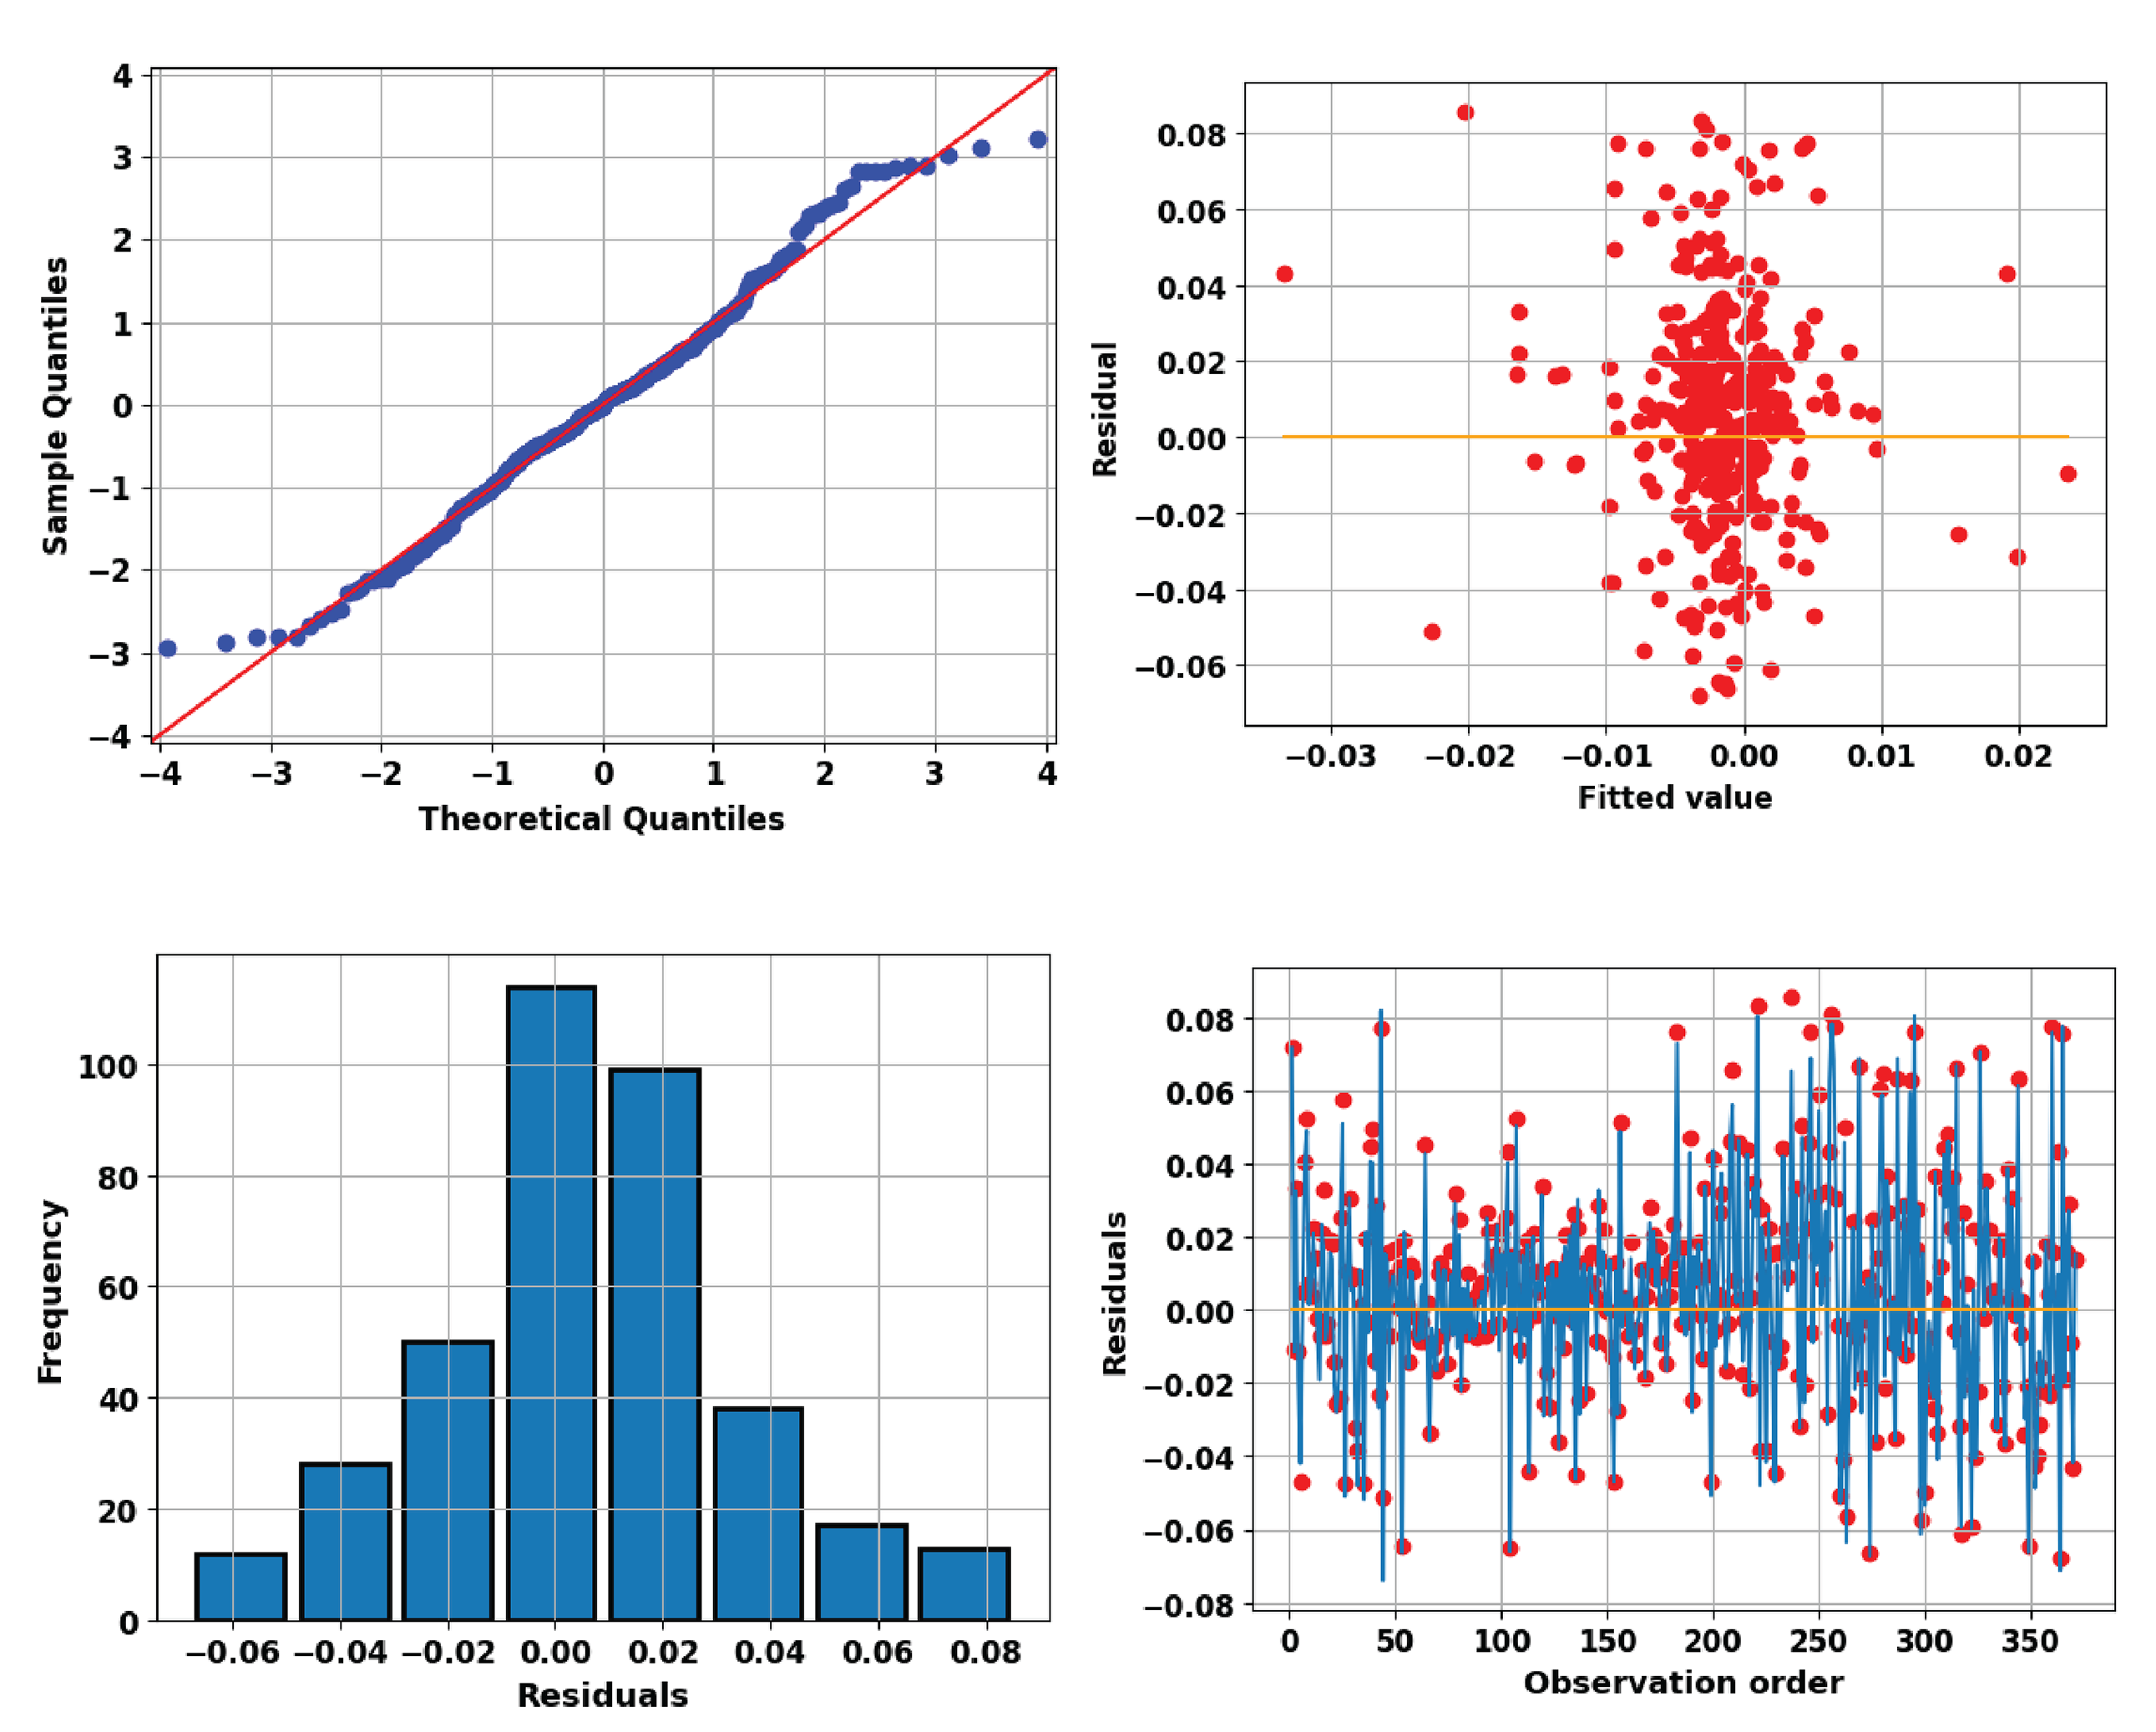 4
3
2
1
0
−1
−2
−3
−4
Sample Quantiles
−4 −3 −2 −1 0 1 2 3 4
Theoretical Quantiles
0.08
0.06
0.04
0.02
0.00
−0.02
−0.04
−0.06
Residual
−0.03 −0.02 −0.01 0.00 0.01 0.02
Fitted value
100
80
60
40
20
0
Frequency
−0.06 −0.04 −0.02 0.00 0.02 0.04 0.06 0.08
Residuals
0.08
0.06
0.04
0.02
0.00
−0.02
−0.04
−0.06
−0.08
Residuals
0 50 100 150 200 250 300 350
Observation order